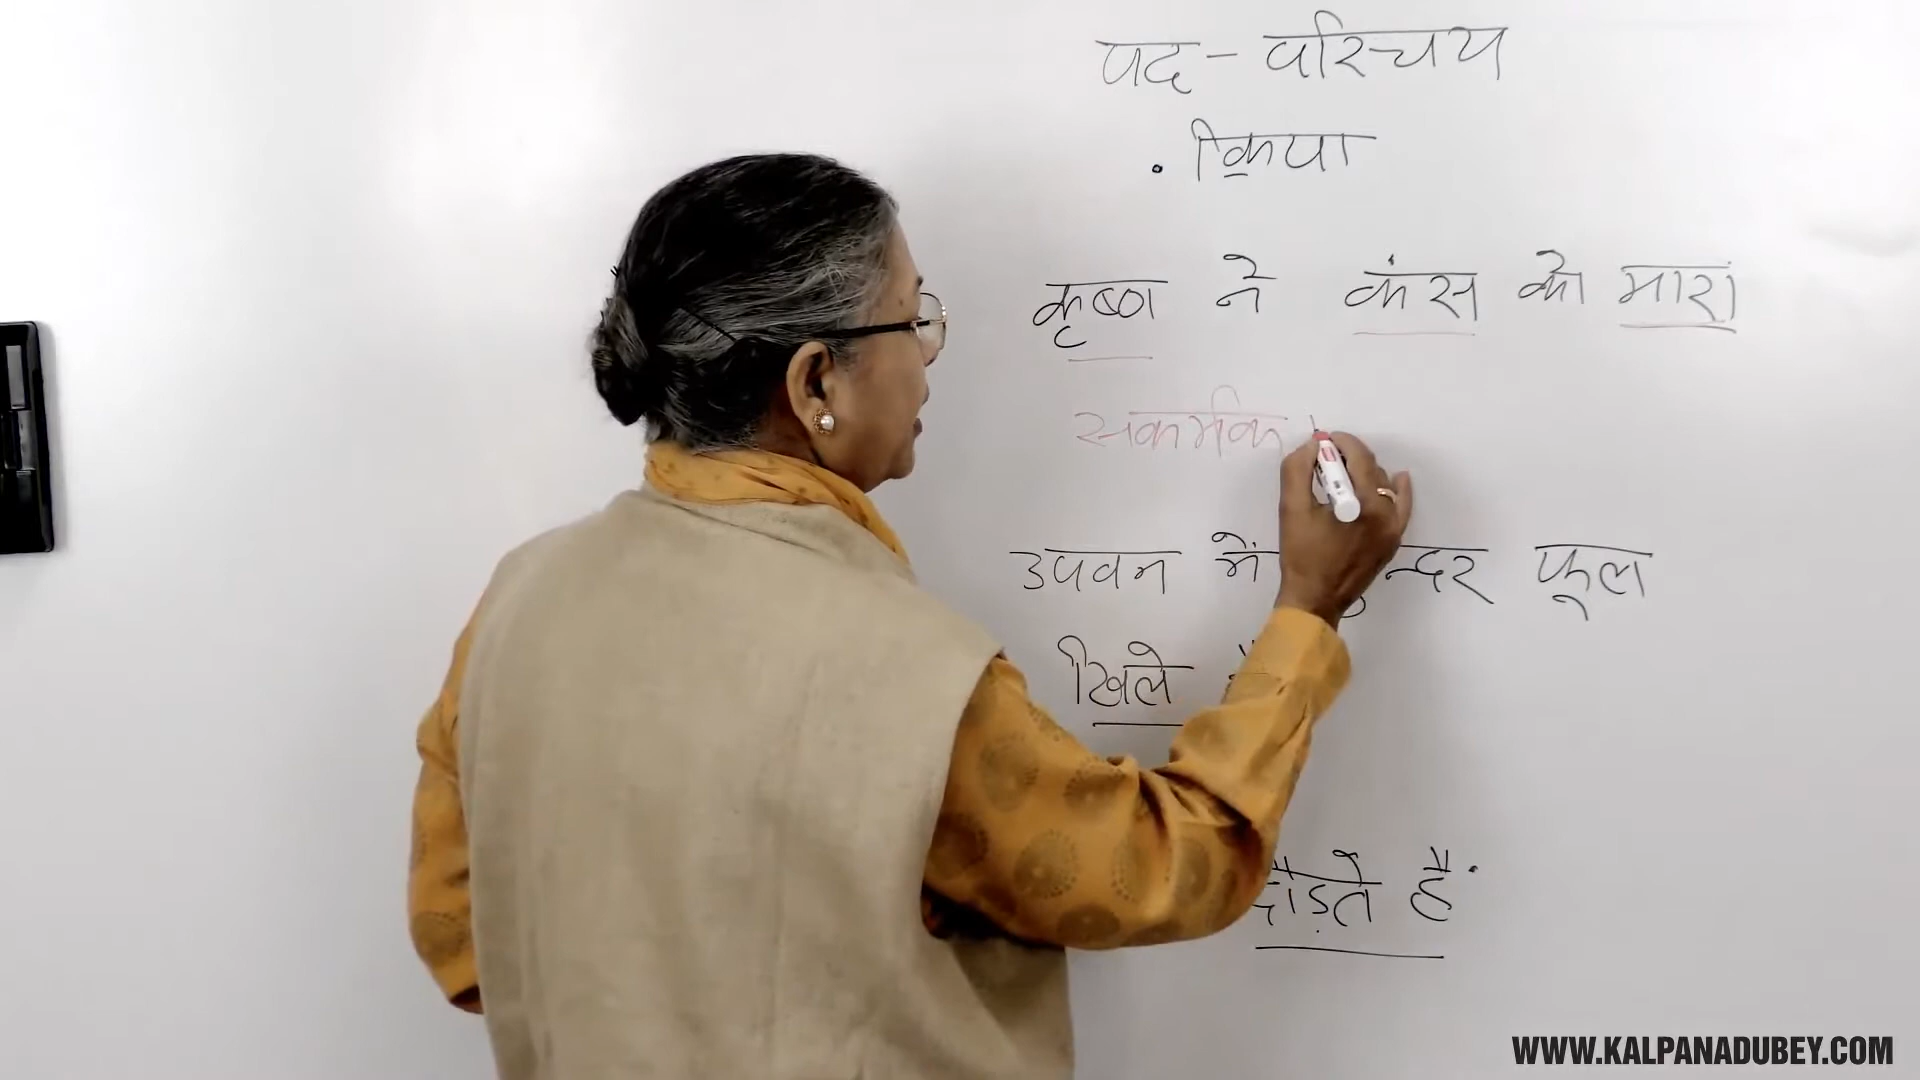 पद - परिचय
• क्रिया
कृष्ण ने कंस को मारा
सकर्मक
उपवन में सुन्दर फूल
खिले
दौड़ते हैं.
WWW.KALPANADUBEY.COM